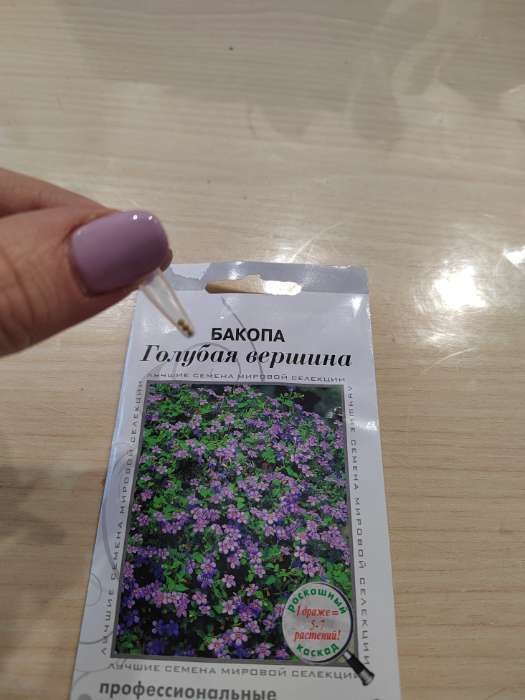 БАКОПА
Голубая вершина
ЛУЧШИЕ СЕМЕНА МИРОВОЙ СЕЛЕКЦИИ
ЛУЧШИЕ СЕМЕНА МИРОВОЙ СЕЛЕКЦИИ
ЛУЧШИЕ СЕМЕНА МИРОВОЙ СЕЛЕКЦИИ
РОСКОШНЫЙ
1 драже =
5-7
растений!
КАСКАД
ЛУЧШИЕ СЕМЕНА МИРОВОЙ СЕЛЕКЦИИ
профессиональные